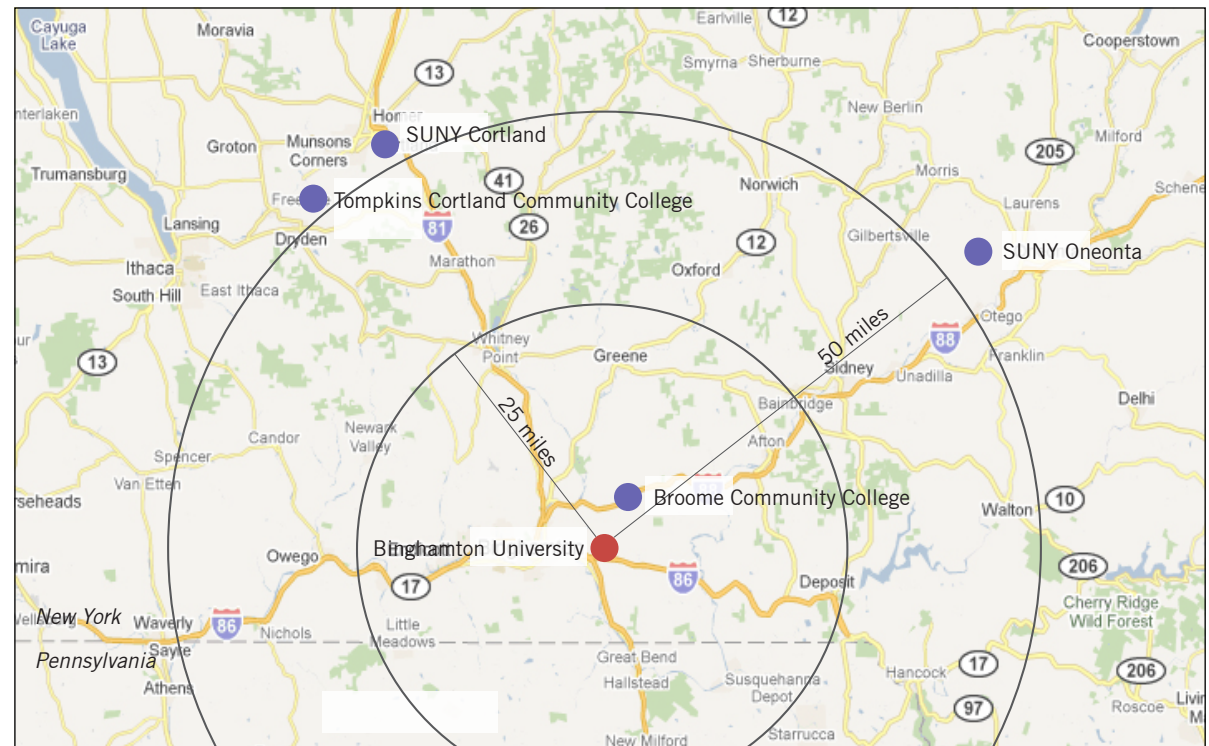 Cayuga
Lake
Moravia
Earlville
12
Cooperstown
13
Smyrna
Sherburne
nterlaken
Homer
New Berlin
SUNY Cortland
Milford
Groton
Munsons
Corners
205
Trumansburg
41
Norwich
Morris
Schene
Tompkins Cortland Community College
Laurens
Lansing
81
26
Dryden
12
Gilbertsville
SUNY Oneonta
Ithaca
Marathon
Oxford
South Hill
East Ithaca
Otego
50 miles
Whitney
Point
Greene
88
ur
13
Sidney
Franklin
Unadilla
Bainbridge
Delhi
25 miles
Newark
Valley
Candor
Afton
Spencer
Van Etten
rseheads
Broome Community College
10
Walton
Binghamton University
Owego
mira
17
86
Deposit
206
New York
Waverly
86
Nichols
Little
Meadows
Cherry Ridge
Wild Forest
Pennsylvania
Sayre
Great Bend
17
206
Athens
Hallstead
Susquehanna
Depot
Hancock
97
Roscoe
Livin
Ma
New Milford
Starrucca